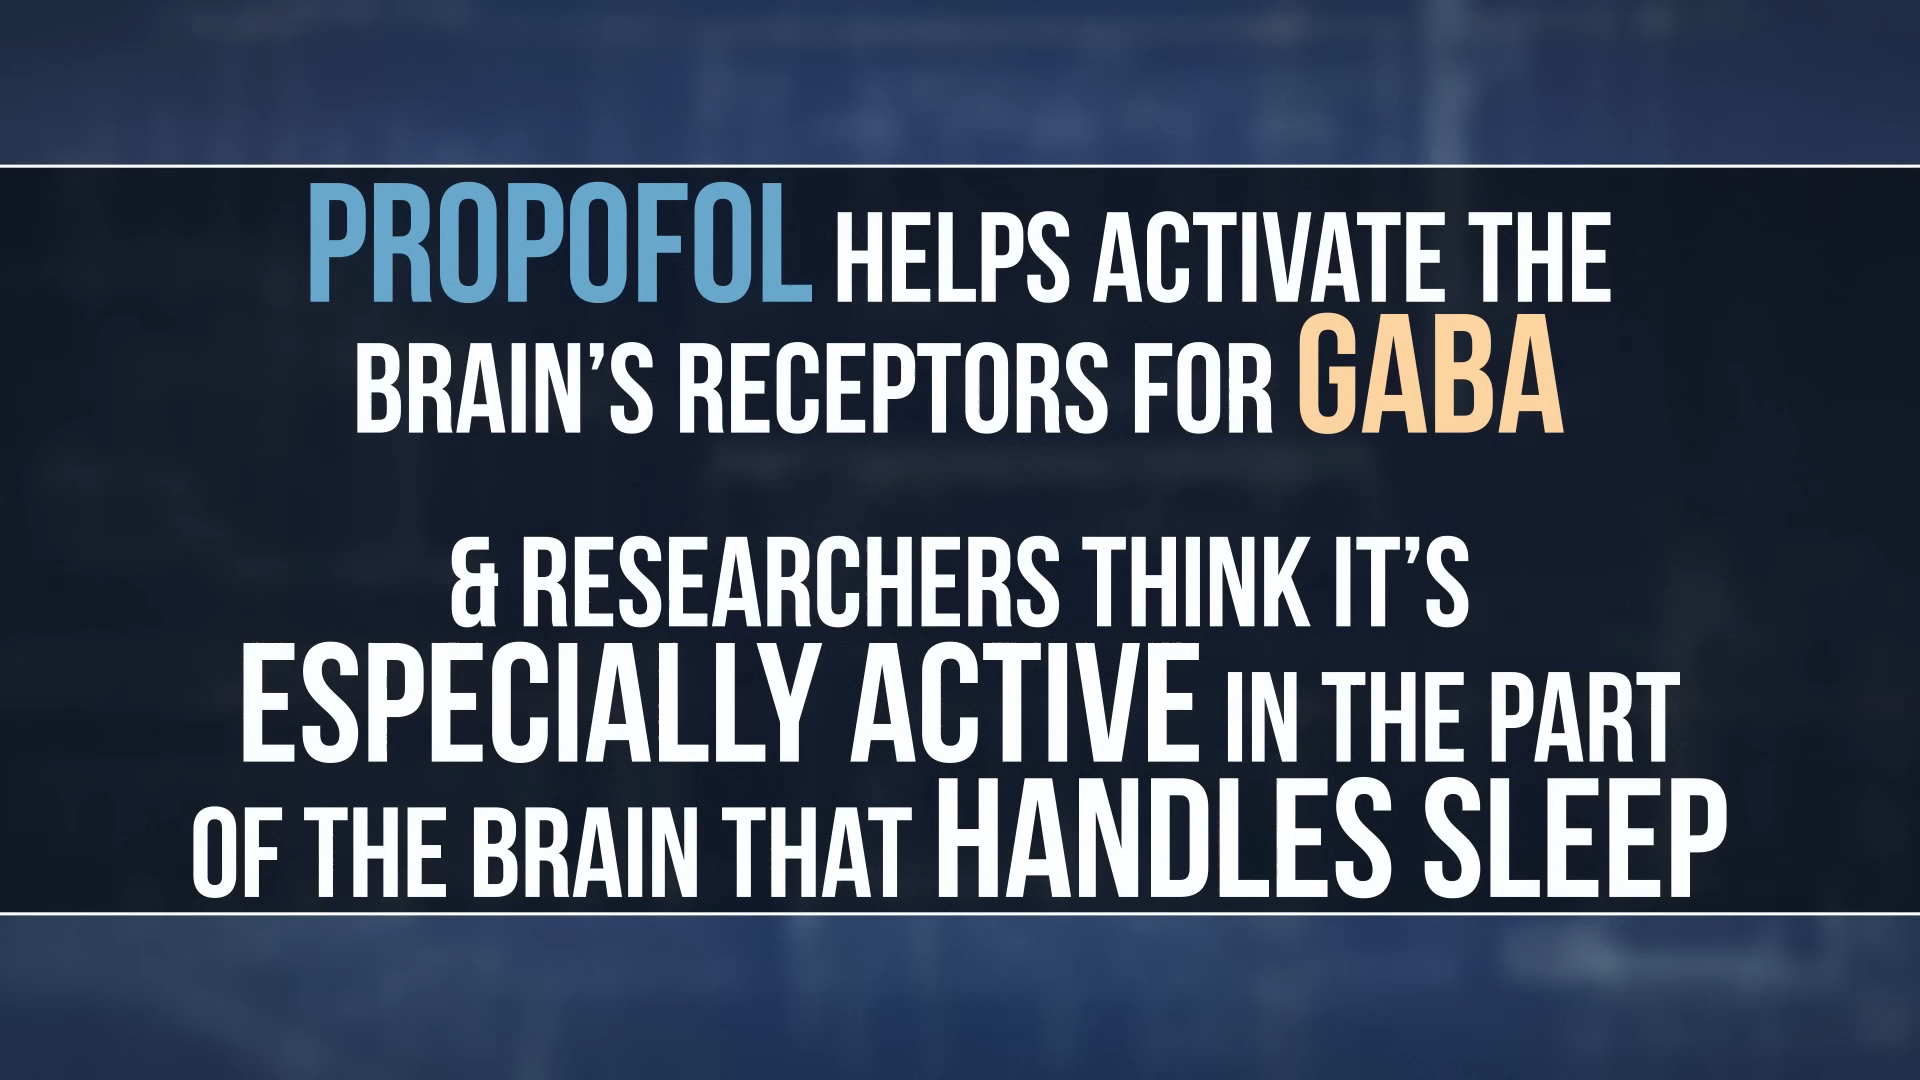 PROPOFOL HELPS ACTIVATE THE
BRAIN’S RECEPTORS FOR GABA
& RESEARCHERS THINK IT’S
ESPECIALLY ACTIVE IN THE PART
OF THE BRAIN THAT HANDLES SLEEP